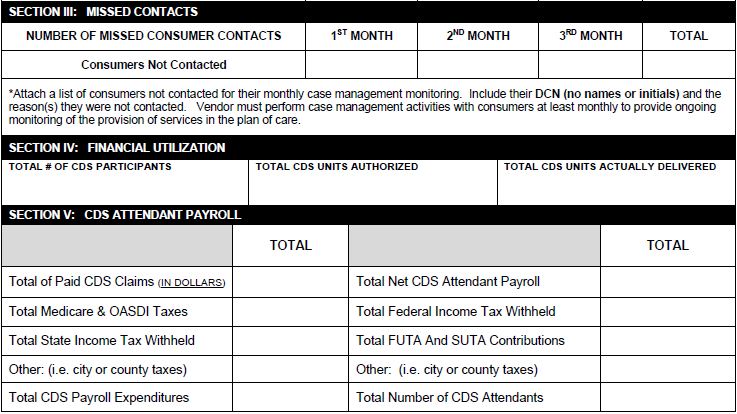 SECTION III:   MISSED CONTACTS
NUMBER OF MISSED CONSUMER CONTACTS 1ST MONTH 2ND MONTH 3RD MONTH TOTAL
Consumers Not Contacted
*Attach a list of consumers not contacted for their monthly case management monitoring.  Include their DCN (no names or initials) and the
reason(s) they were not contacted.   Vendor must perform case management activities with consumers at least monthly to provide ongoing
monitoring of the provision of services in the plan of care.
SECTION IV:   FINANCIAL UTILIZATION
TOTAL # OF CDS PARTICIPANTS TOTAL CDS UNITS AUTHORIZED TOTAL CDS UNITS ACTUALLY DELIVERED
SECTION V:   CDS ATTENDANT PAYROLL
TOTAL TOTAL
Total of Paid CDS Claims (IN DOLLARS) Total Net CDS Attendant Payroll
Total Medicare & OASDI Taxes Total Federal Income Tax Withheld
Total State Income Tax Withheld Total FUTA And SUTA Contributions
Other: (i.e. city or county taxes) Other:  (i.e. city or county taxes)
Total CDS Payroll Expenditures Total Number of CDS Attendants